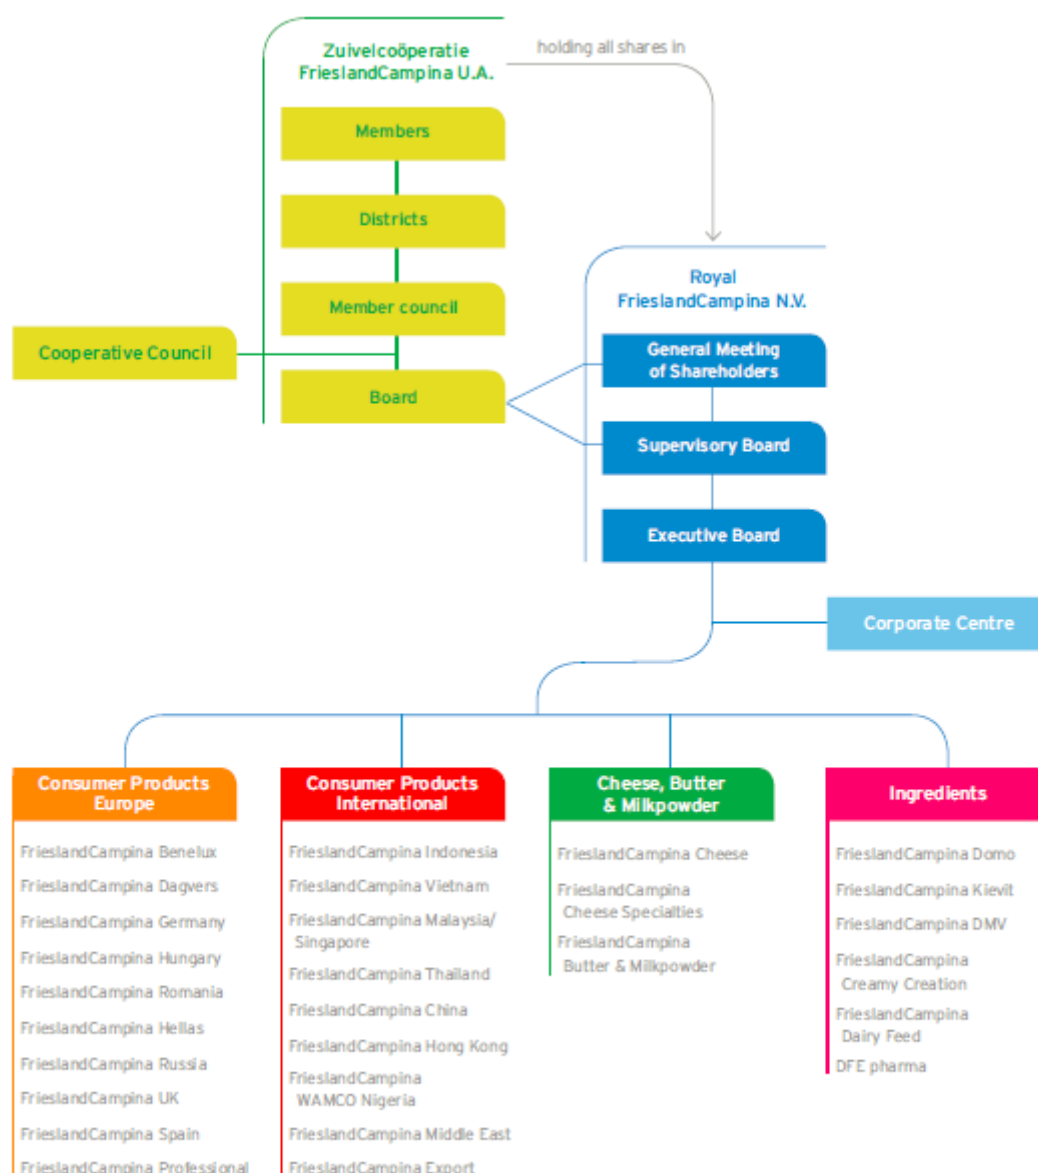 Zuivelcoöperatie
FrieslandCampina U.A.
holding all shares in
Members
Districts
Member council
Cooperative Council
Board
Royal
FrieslandCampina N.V.
General Meeting
of Shareholders
Supervisory Board
Executive Board
Corporate Centre
Consumer Products
Europe
FrieslandCampina Benelux
FrieslandCampina Dagvers
FrieslandCampina Germany
FrieslandCampina Hungary
FrieslandCampina Romania
FrieslandCampina Hellas
FrieslandCampina Russia
FrieslandCampina UK
FrieslandCampina Spain
FrieslandCampina Professional
Consumer Products
International
FrieslandCampina Indonesia
FrieslandCampina Vietnam
FrieslandCampina Malaysia/
Singapore
FrieslandCampina Thailand
FrieslandCampina China
FrieslandCampina Hong Kong
FrieslandCampina
WAMCO Nigeria
FrieslandCampina Middle East
FrieslandCampina Export
Cheese, Butter
& Milkpowder
FrieslandCampina Cheese
FrieslandCampina
Cheese Specialties
FrieslandCampina
Butter & Milkpowder
Ingredients
FrieslandCampina Domo
FrieslandCampina Kievit
FrieslandCampina DMV
FrieslandCampina
Creamy Creation
FrieslandCampina
Dairy Feed
DFE pharma